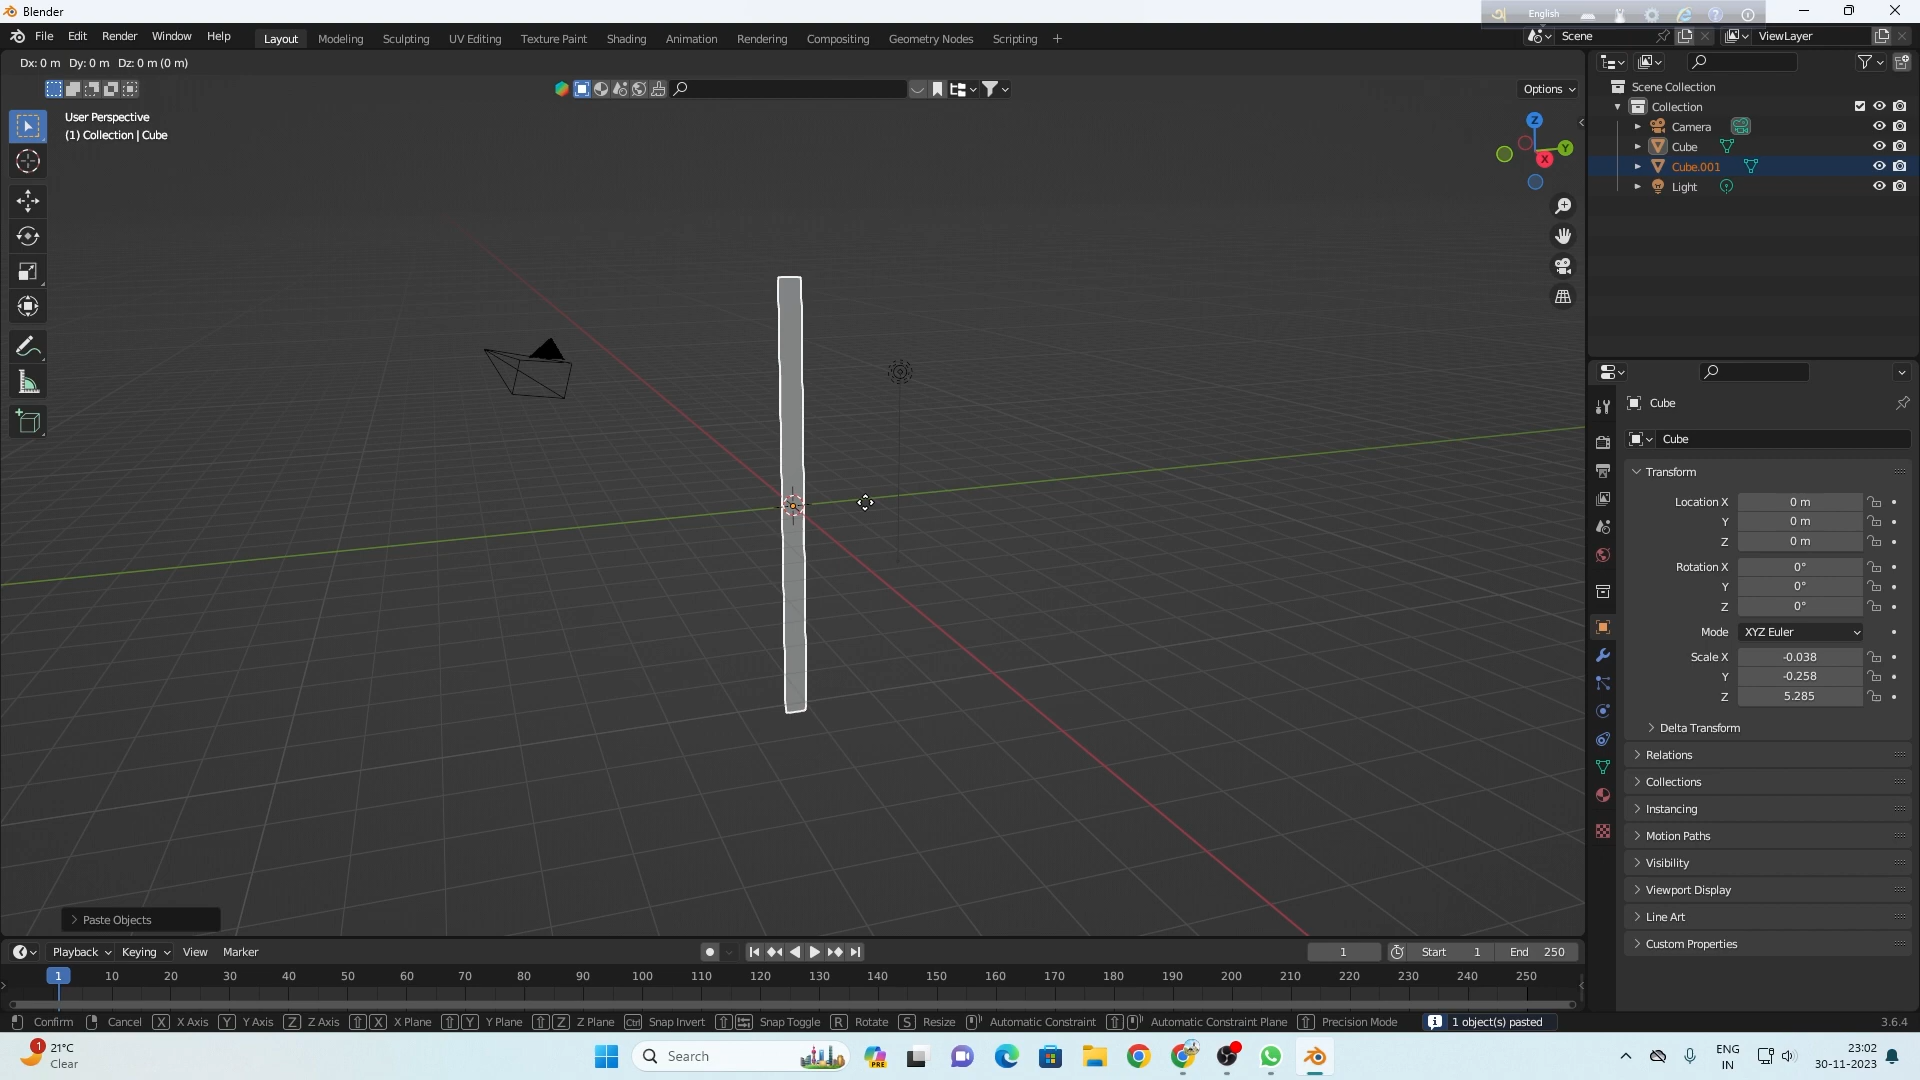 Blender
English
File Edit Render Window Help Layout Modeling Sculpting UV Editing Texture Paint Shading Animation Rendering Compositing Geometry Nodes Scripting + Scene ViewLayer
Dx: 0 m Dy: 0 m Dz: 0 m (0 m)
Options
User Perspective
(1) Collection | Cube
Z
Y
X
Scene Collection
Collection
Camera
Cube
Cube.001
Light
Cube
Cube
Transform
Location X 0 m
Y 0 m
Z 0 m
Rotation X 0°
Y 0°
Z 0°
Mode XYZ Euler
Scale X -0.038
Y -0.258
Z 5.285
Delta Transform
Relations
Collections
Instancing
Motion Paths
Visibility
Viewport Display
Line Art
Custom Properties
Paste Objects
Playback Keying View Marker 1 Start 1 End 250
1 10 20 30 40 50 60 70 80 90 100 110 120 130 140 150 160 170 180 190 200 210 220 230 240 250
Confirm Cancel X X Axis Y Y Axis Z Z Axis X X Plane Y Y Plane Z Z Plane Ctrl Snap Invert Snap Toggle R Rotate S Resize Automatic Constraint Automatic Constraint Plane Precision Mode 1 object(s) pasted 3.6.4
1 21°C
Clear
Search
PRE
ENG
IN
23:02
30-11-2023